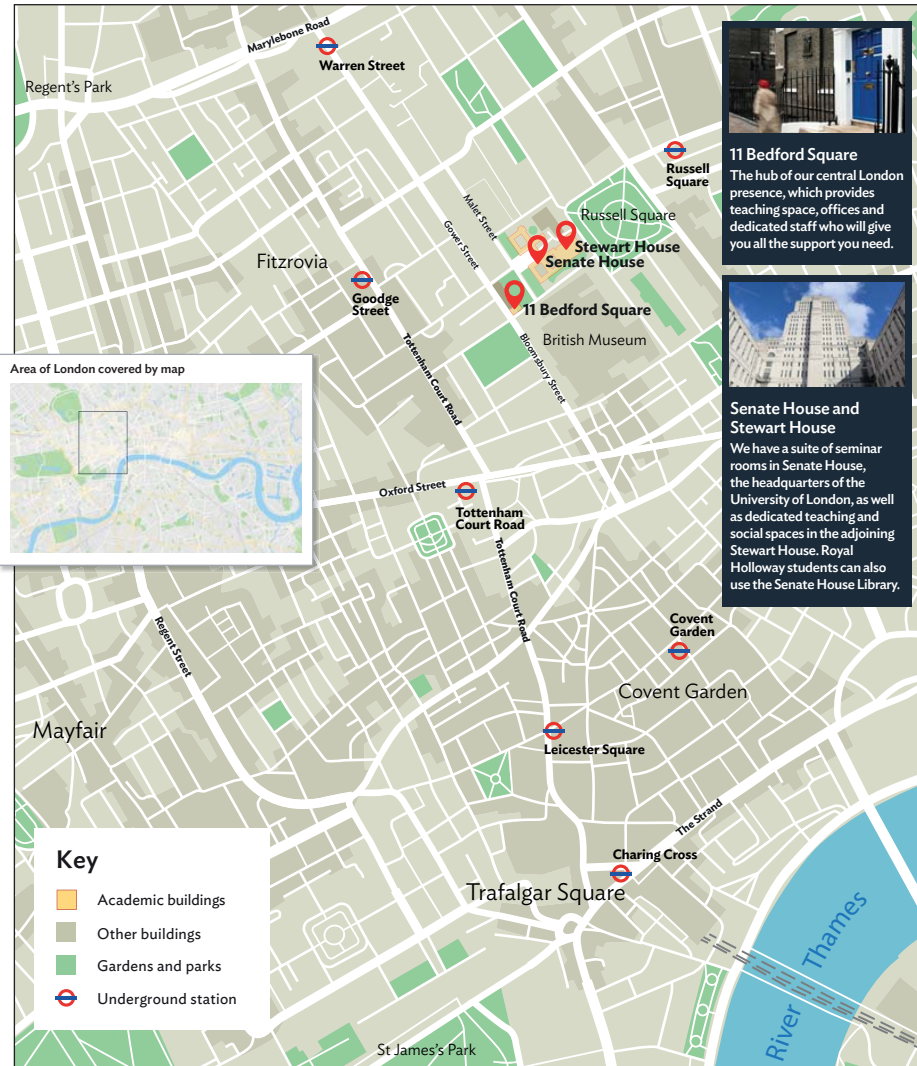 Marylebone Road
Warren Street
Regent's Park
Russell
Square
Russell Square
Malet Street
Gower Street
Stewart House
Senate House
Fitzrovia
Goodge
Street
11 Bedford Square
British Museum
Tottenham Court Road
Bloomsbury Street
11 Bedford Square
The hub of our central London
presence, which provides
teaching space, offices and
dedicated staff who will give
you all the support you need.
Senate House and
Stewart House
We have a suite of seminar
rooms in Senate House,
the headquarters of the
University of London, as well
as dedicated teaching and
social spaces in the adjoining
Stewart House. Royal
Holloway students can also
use the Senate House Library.
Area of London covered by map
Oxford Street
Tottenham
Court Road
Tottenham Court Road
Regent Street
Covent
Garden
Covent Garden
Mayfair
Leicester Square
The Strand
Charing Cross
Trafalgar Square
River Thames
St James's Park
Key
Academic buildings
Other buildings
Gardens and parks
Underground station